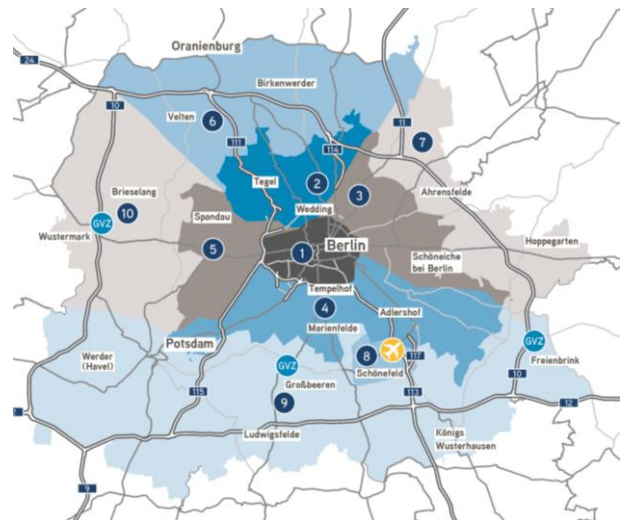 Oranienburg
24
Birkenwerder
10
Velten
6
111
114
11
7
2
Tegel
3
Brieselang
10
Ahrensfelde
Wedding
Spandau
GVZ
Wustermark
5
1
Berlin
Hoppegarten
Schöneiche
bei Berlin
Tempelhof
4
Adlershof
Marienfelde
Potsdam
GVZ
8
117
Freienbrink
Werder
(Havel)
GVZ
Schönefeld
Großbeeren
10
115
9
113
12
Ludwigsfelde
Königs
Wusterhausen
9